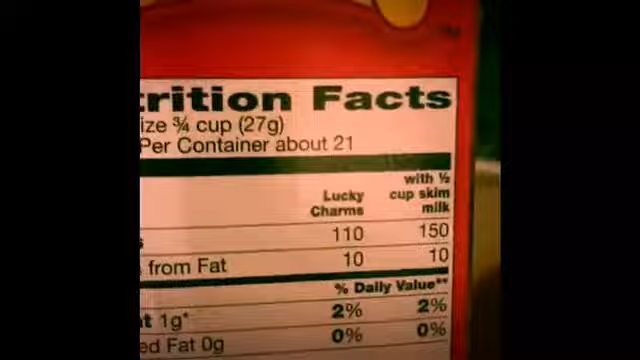 trition Facts
ize ¾ cup (27g)
Per Container about 21
with ½
Lucky cup skim
Charms milk
110 150
from Fat 10 10
% Daily Value**
t 1g* 2% 2%
ed Fat 0g 0% 0%